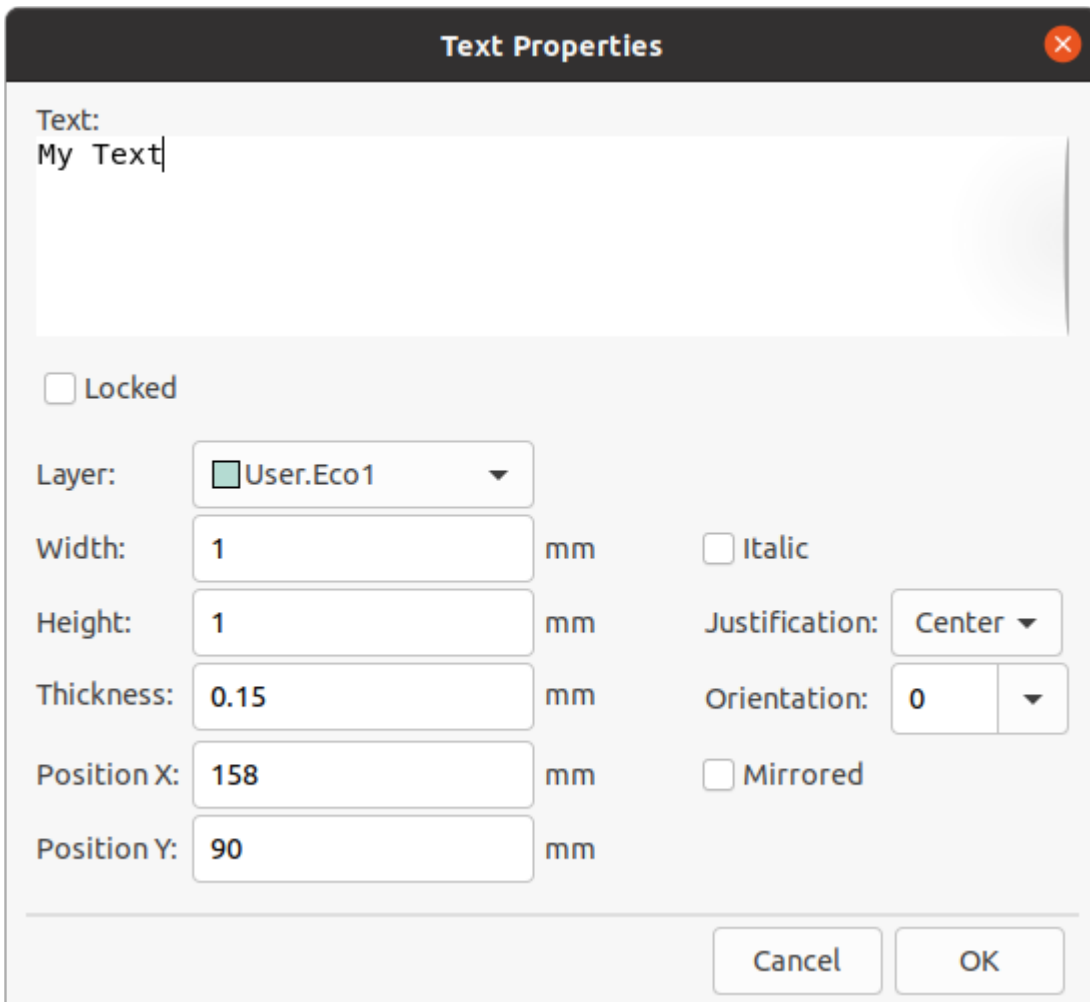 Text Properties
Text:
My Text
Locked
Layer: User.Eco1
Width: 1 mm Italic
Height: 1 mm Justification: Center
Thickness: 0.15 mm Orientation: 0
Position X: 158 mm Mirrored
Position Y: 90 mm
Cancel OK